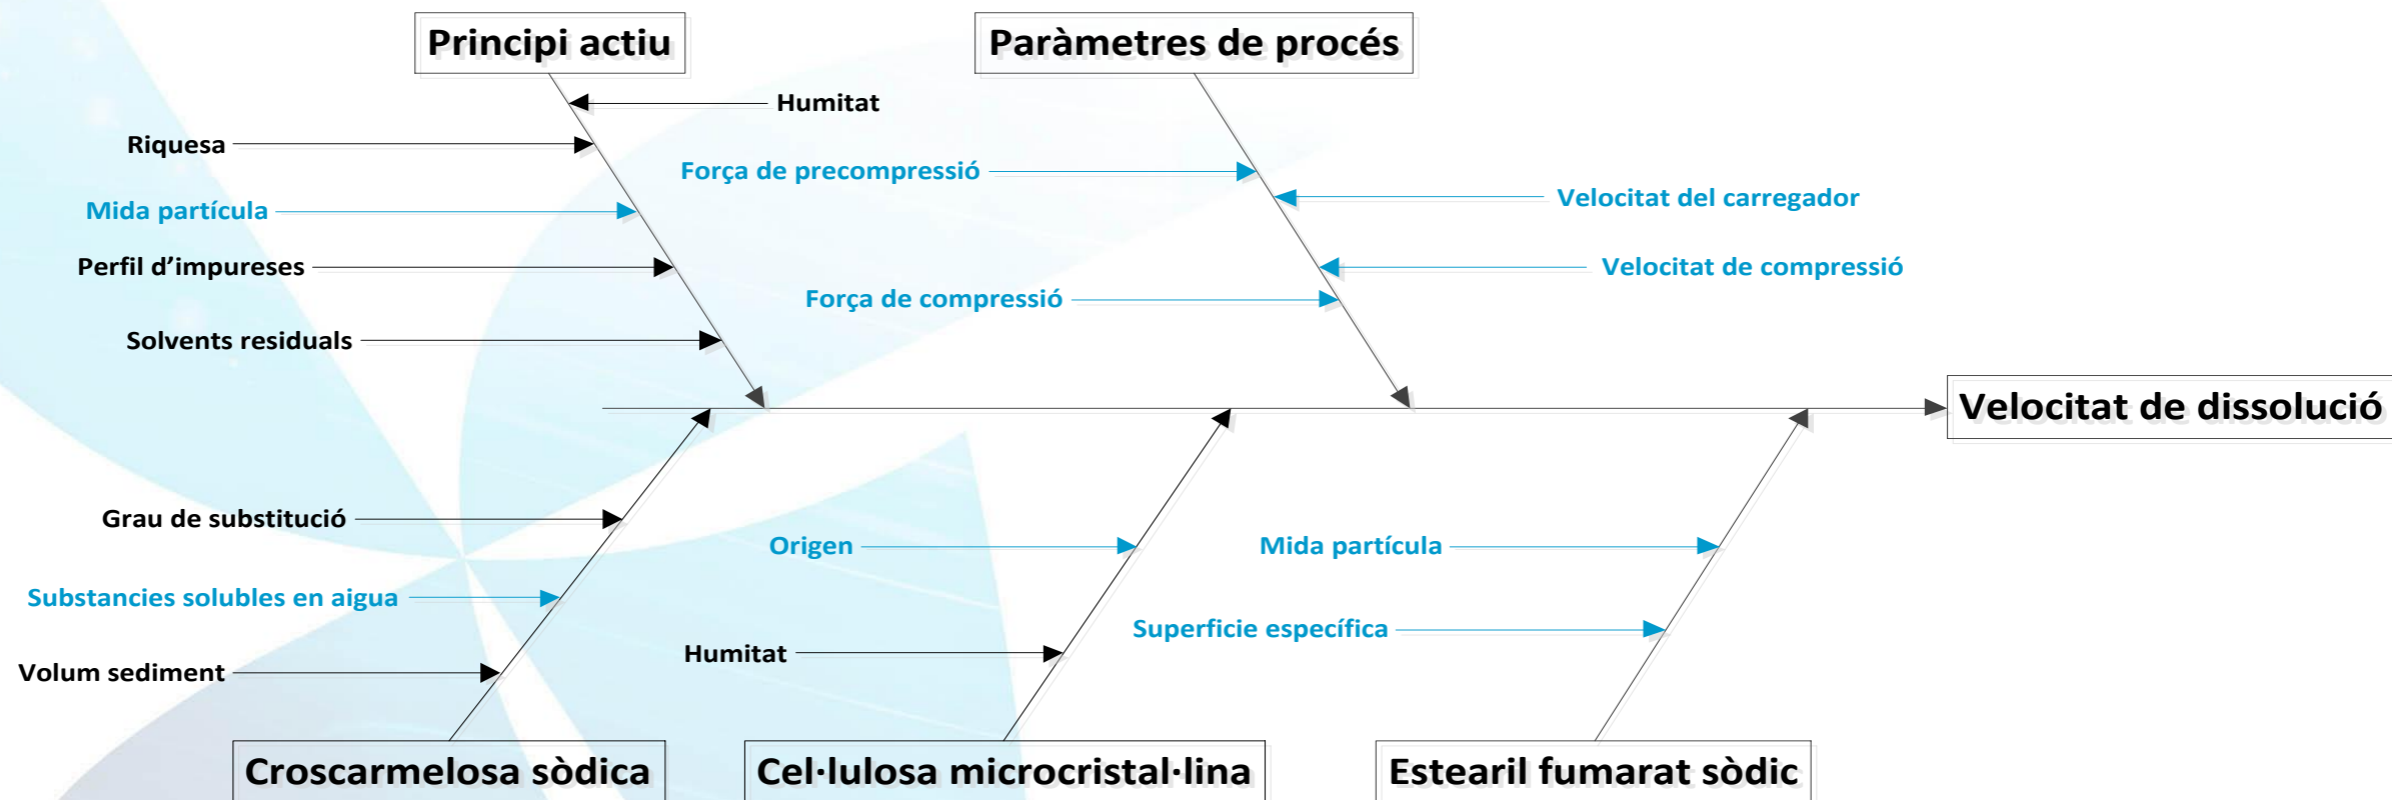 Principi actiu
Paràmetres de procés
Humitat
Riquesa
Força de precompressió
Velocitat del carregador
Mida partícula
Perfil d’impureses
Velocitat de compressió
Força de compressió
Solvents residuals
Velocitat de dissolució
Grau de substitució
Origen
Mida partícula
Substancies solubles en aigua
Superficie específica
Humitat
Volum sediment
Croscarmelosa sòdica
Cel·lulosa microcristal·lina
Estearil fumarat sòdic